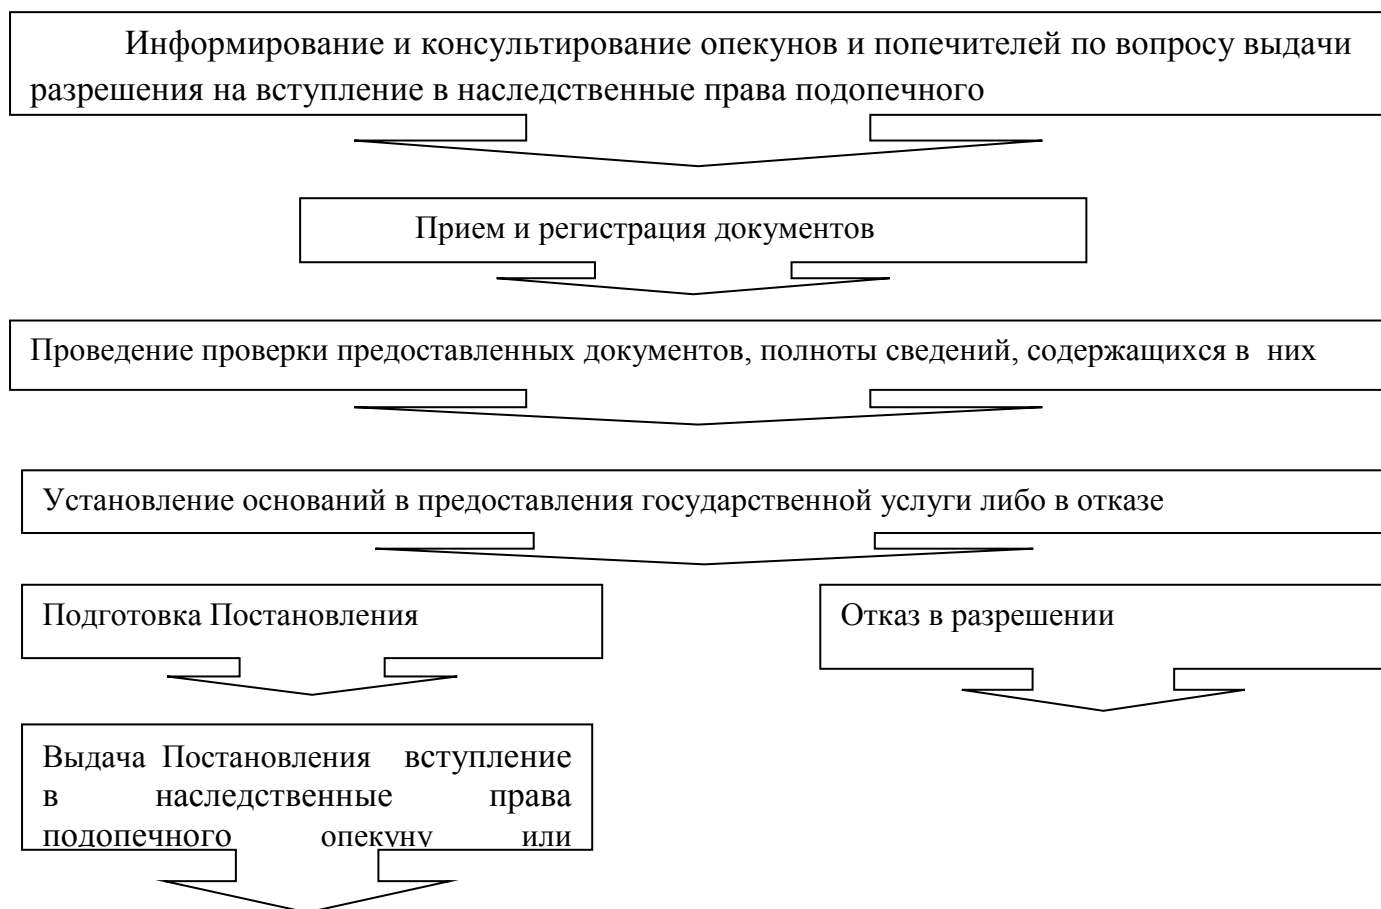 Информирование и консультирование опекунов и попечителей по вопросу выдачи
разрешения на вступление в наследственные права подопечного
Прием и регистрация документов
Проведение проверки предоставленных документов, полноты сведений, содержащихся в них
Установление оснований в предоставления государственной услуги либо в отказе
Подготовка Постановления
Отказ в разрешении
Выдача Постановления вступление
в наследственные права
подопечного опекуну или